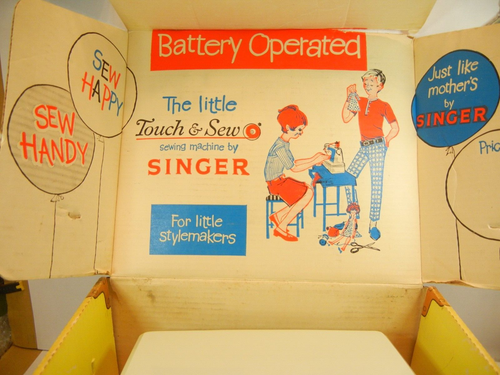 Battery Operated
SEW
HAPPY
SEW
HANDY
The little
Touch & Sew
sewing machine by
SINGER
For little
stylemakers
Just like
mother's
by
SINGER